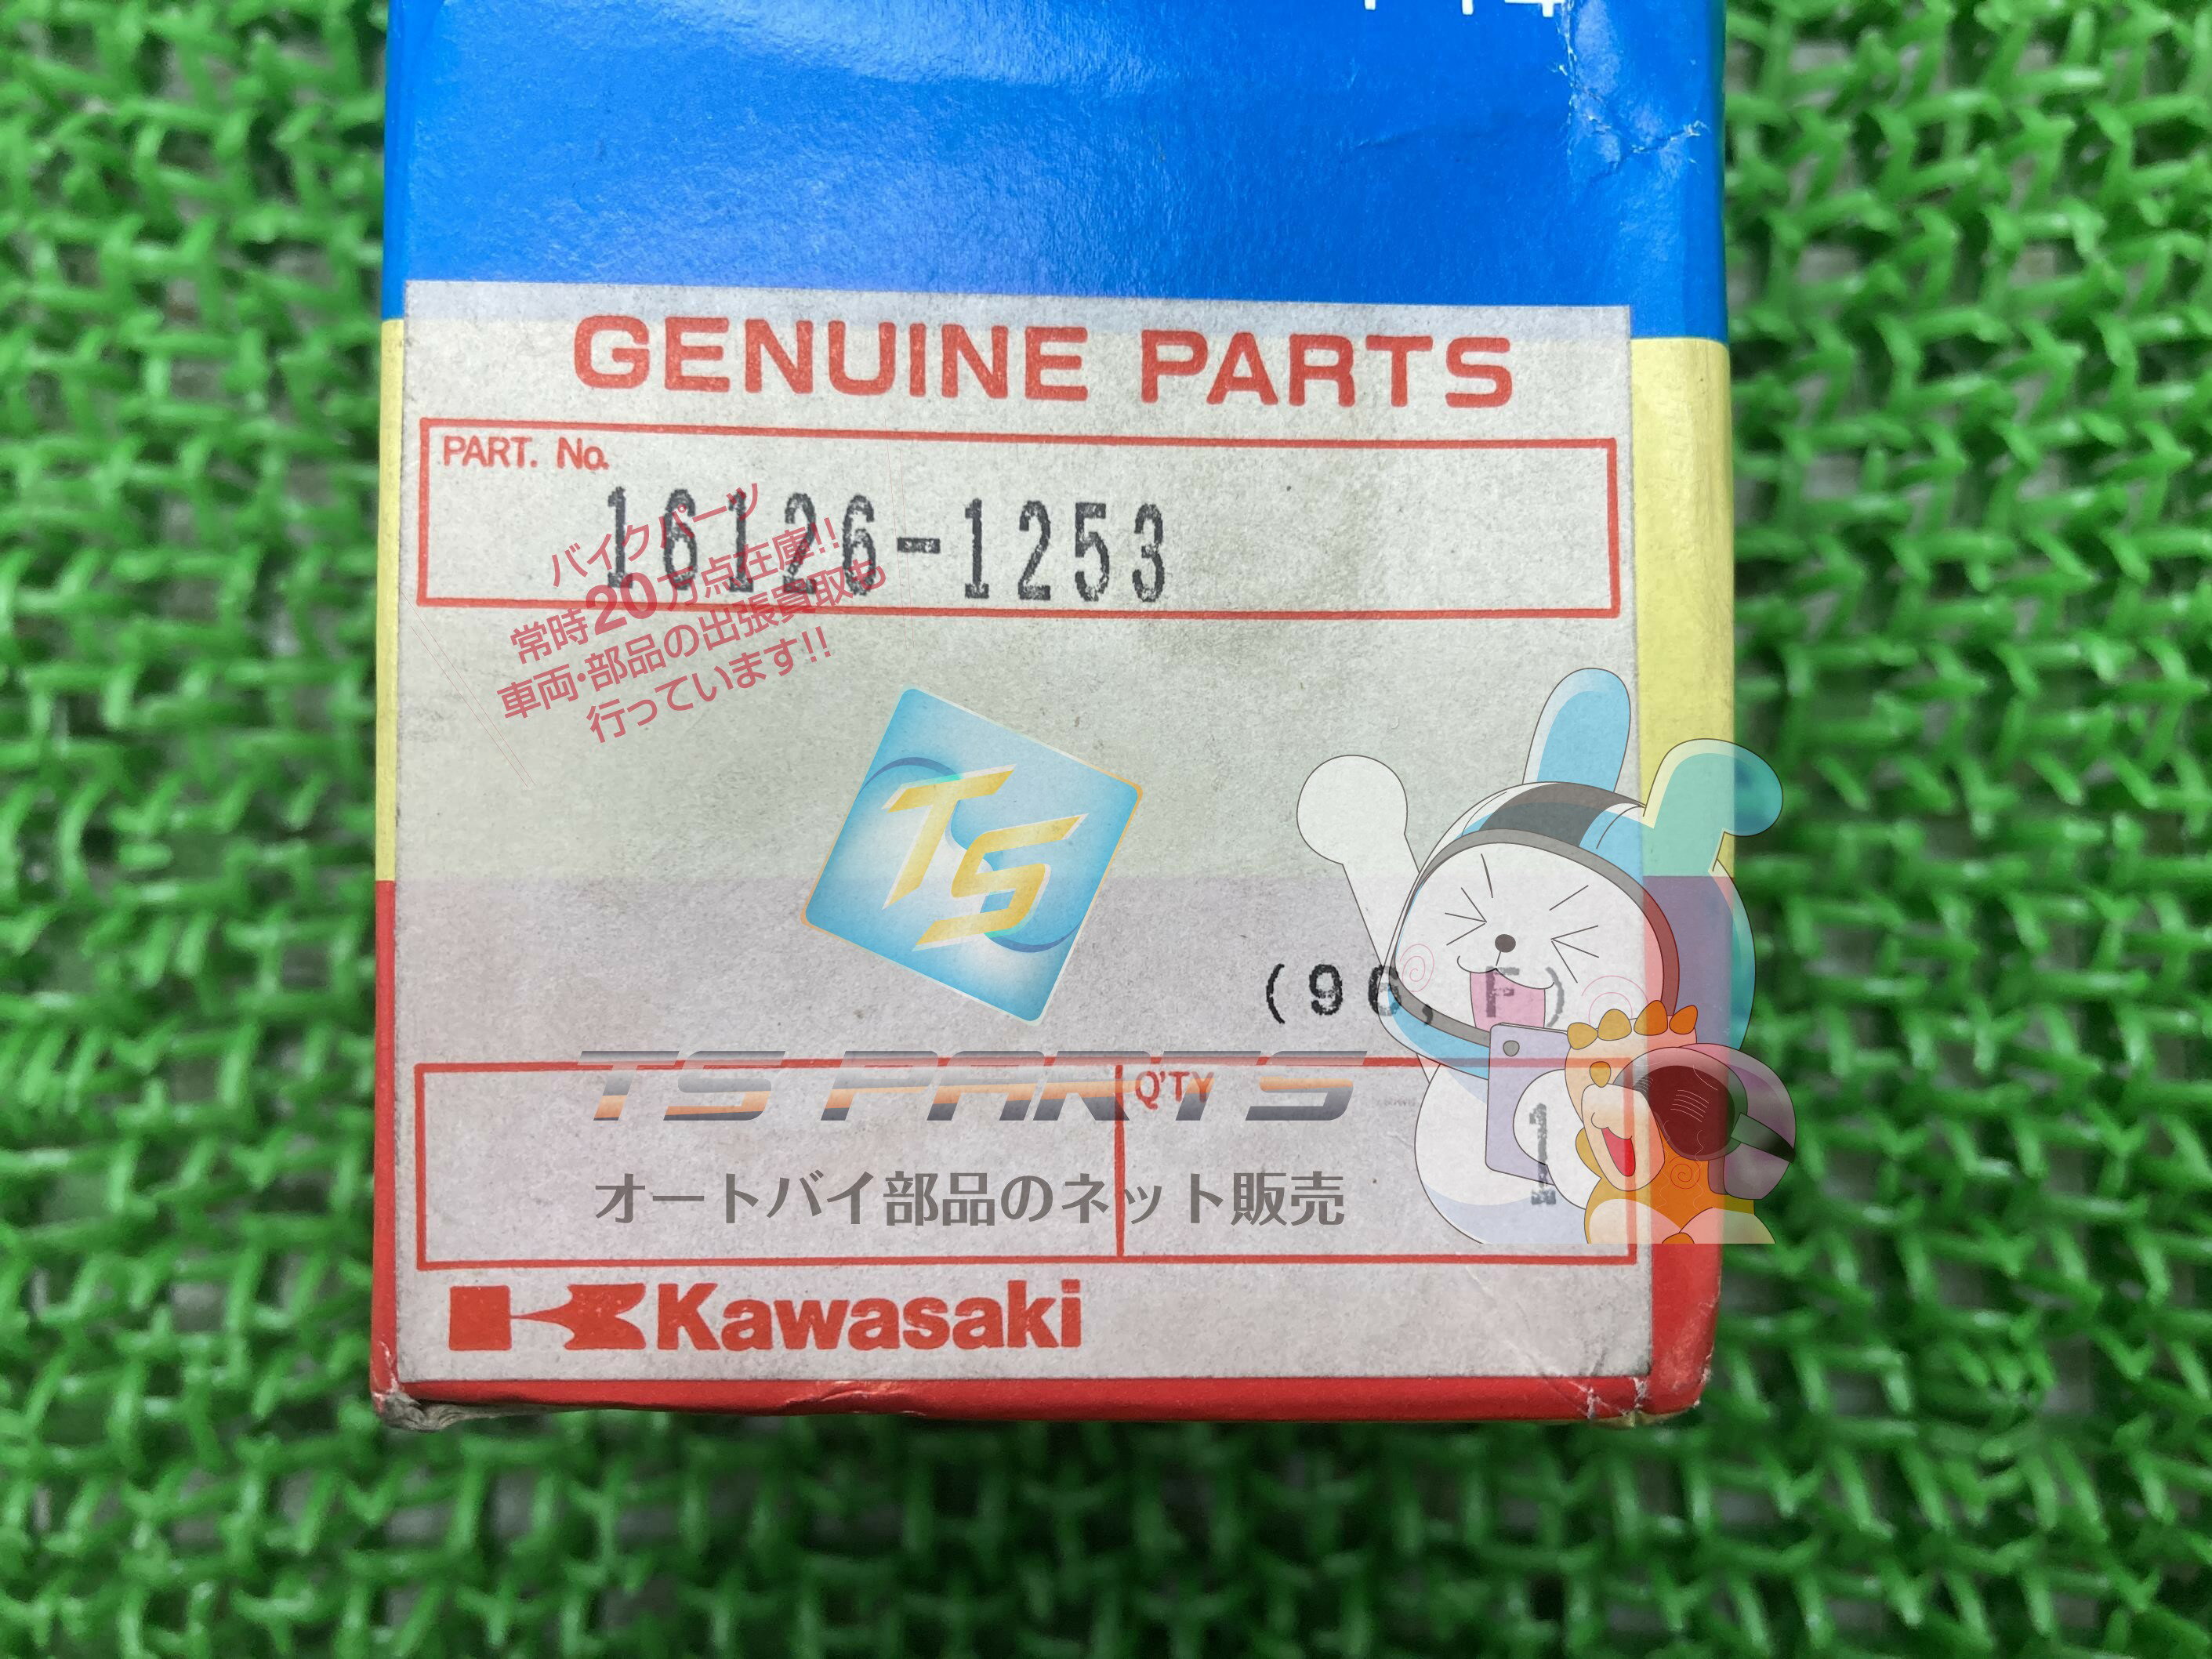 GENUINE PARTS
PART. No.
16126-1253
バイクパーツ
常時20万点在庫!!
車両・部品の出張買取も
行っています!!
TS
(96, F)
TS PARTS
Q'TY
オートバイ部品のネット販売
Kawasaki